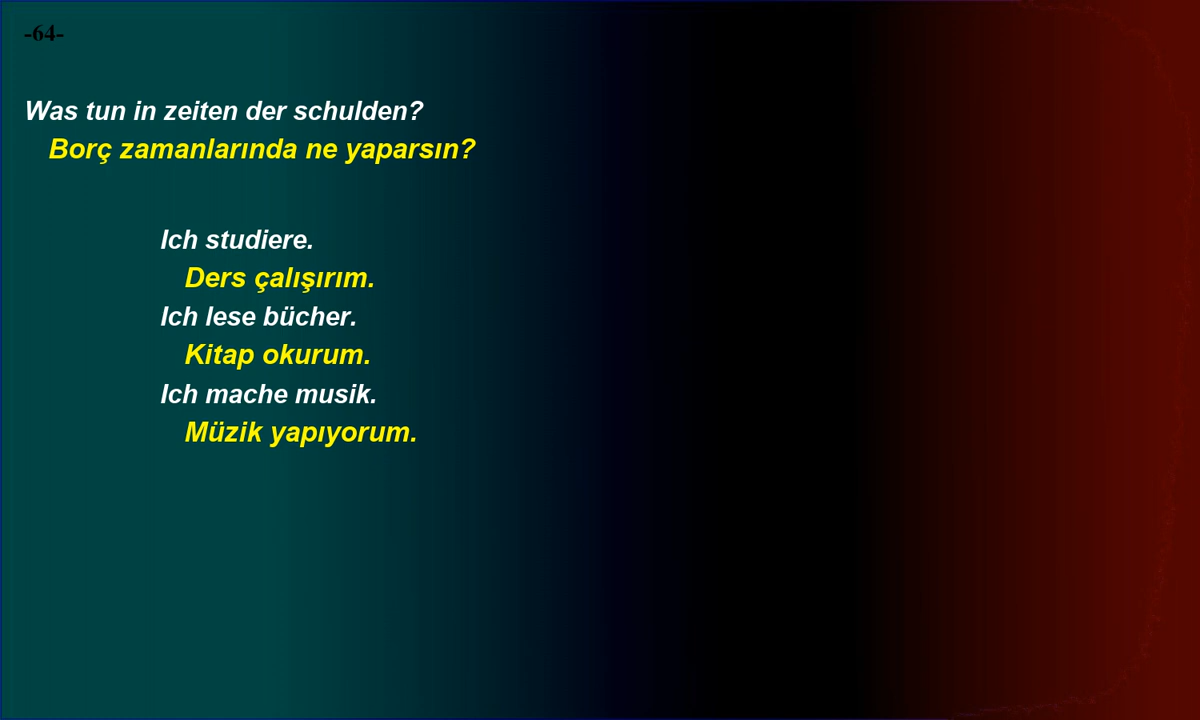 -64-
Was tun in zeiten der schulden?
Borç zamanlarında ne yaparsın?
Ich studiere.
Ders çalışırım.
Ich lese bücher.
Kitap okurum.
Ich mache musik.
Müzik yapıyorum.